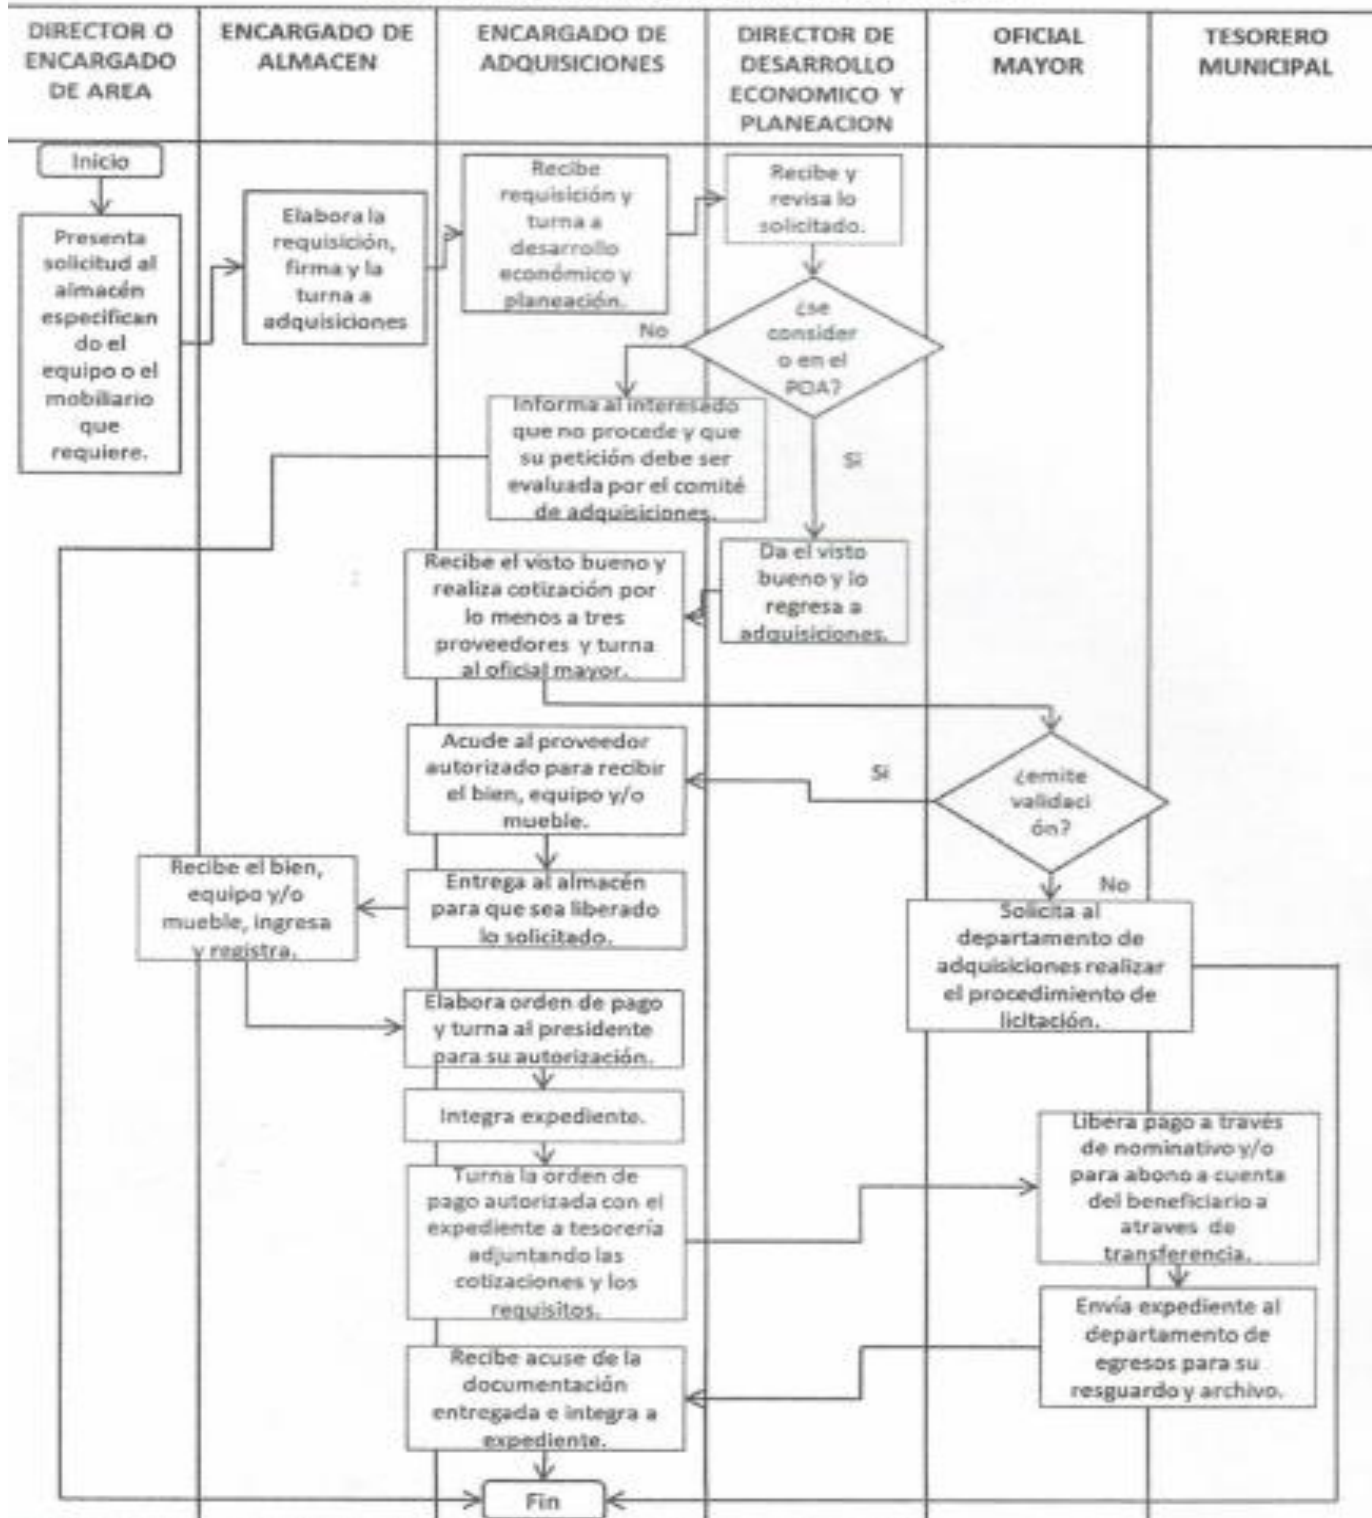 DIRECTOR O
ENCARGADO
DE AREA
ENCARGADO DE
ALMACEN
ENCARGADO DE
ADQUISICIONES
DIRECTOR DE
DESARROLLO
ECONOMICO Y
PLANEACION
OFICIAL
MAYOR
TESORERO
MUNICIPAL
Inicio
Presenta
solicitud al
almacén
especifican
do el
equipo o el
mobiliario
que
requiere.
Elabora la
requisición,
firma y la
turna a
adquisiciones
Recibe
requisición y
turna a
desarrollo
económico y
planeación.
Recibe y
revisa lo
solicitado.
¿se
consider
o en el
POA?
No
Informa al interesado
que no procede y que
su petición debe ser
evaluada por el comité
de adquisiciones.
Si
Da el visto
bueno y lo
regresa a
adquisiciones.
Recibe el visto bueno y
realiza cotización por
lo menos a tres
proveedores y turna
al oficial mayor.
¿emite
validaci
ón?
Si
Acude al proveedor
autorizado para recibir
el bien, equipo y/o
mueble.
No
Solicita al
departamento de
adquisiciones realizar
el procedimiento de
licitación.
Entrega al almacén
para que sea liberado
lo solicitado.
Recibe el bien,
equipo y/o
mueble, ingresa
y registra.
Elabora orden de pago
y turna al presidente
para su autorización.
Integra expediente.
Turna la orden de
pago autorizada con el
expediente a tesorería
adjuntando las
cotizaciones y los
requisitos.
Libera pago a través
de nominativo y/o
para abono a cuenta
del beneficiario a
atraves de
transferencia.
Envía expediente al
departamento de
egresos para su
resguardo y archivo.
Recibe acuse de la
documentación
entregada e integra a
expediente.
Fin